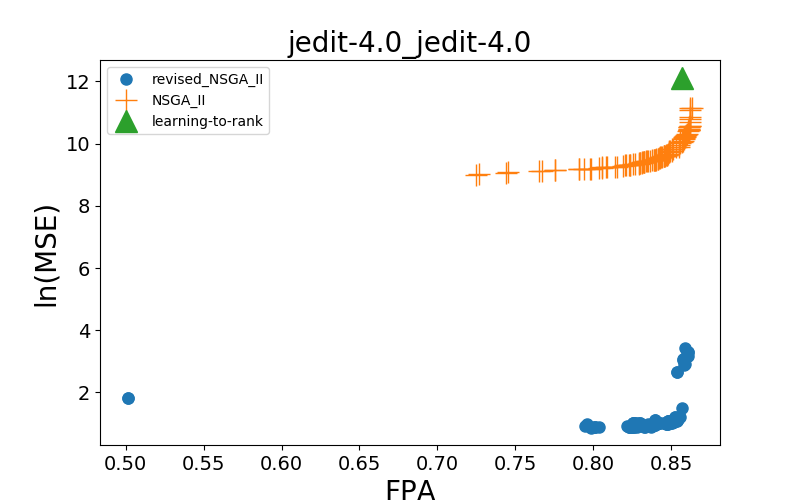 jedit-4.0_jedit-4.0
revised_NSGA_II
NSGA_II
learning-to-rank
ln(MSE)
12
10
8
6
4
2
0.50 0.55 0.60 0.65 0.70 0.75 0.80 0.85
FPA